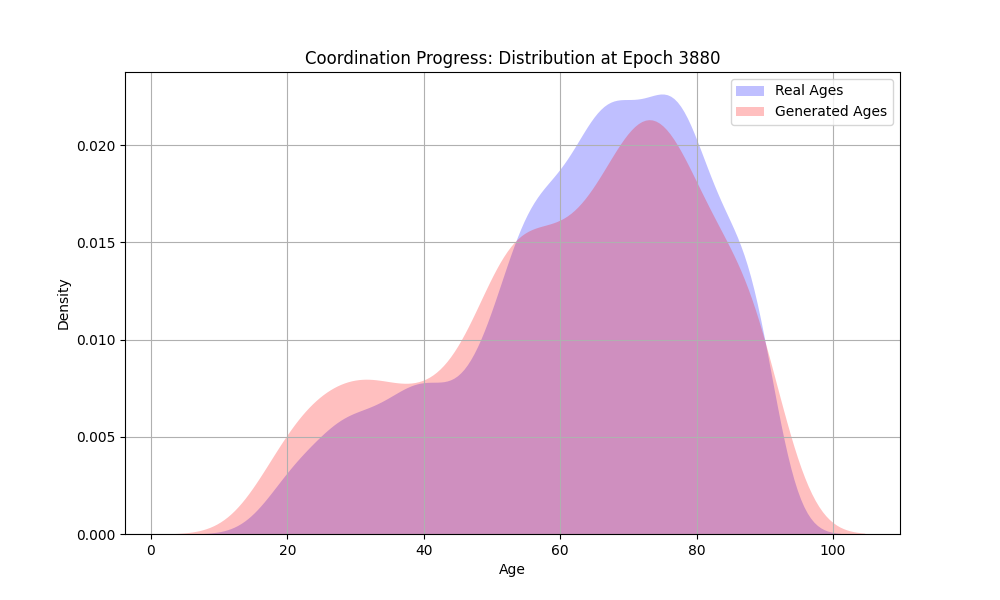 Coordination Progress: Distribution at Epoch 3880
Real Ages
Generated Ages
0.020
0.015
0.010
0.005
0.000
Density
0 20 40 60 80 100
Age